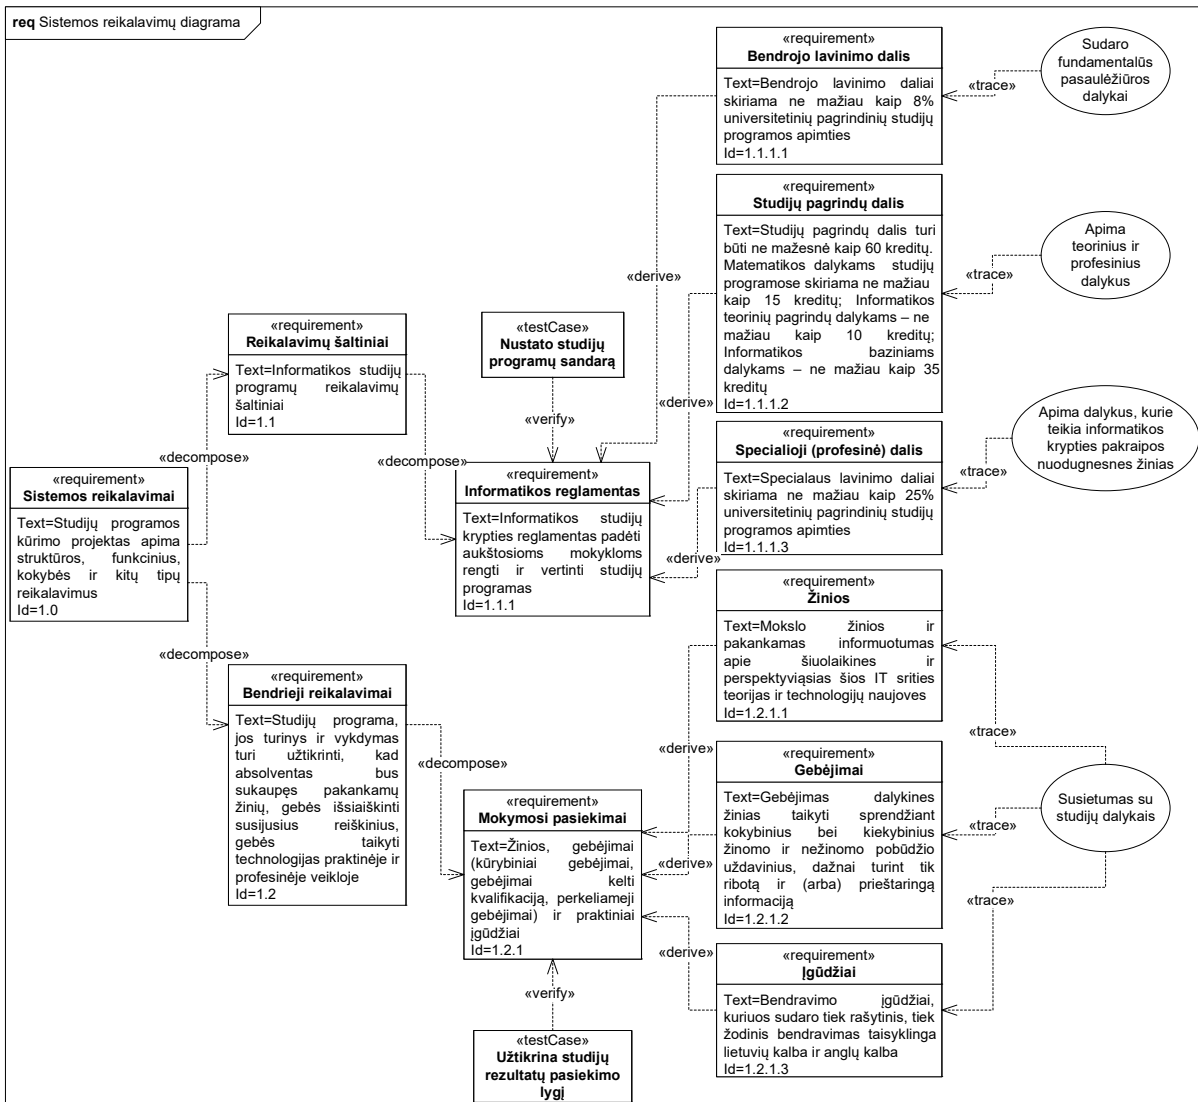 req Sistemos reikalavimų diagrama
«requirement»
Bendrojo lavinimo dalis
Text=Bendrojo lavinimo daliai
skiriama ne mažiau kaip 8%
universitetinių pagrindinių studijų
programos apimties
Id=1.1.1.1
«trace»
Sudaro
fundamentalūs
pasaulėžiūros
dalykai
«requirement»
Studijų pagrindų dalis
Text=Studijų pagrindų dalis turi
būti ne mažesnė kaip 60 kreditų.
Matematikos dalykams studijų
programose skiriama ne mažiau
kaip 15 kreditų; Informatikos
teorinių pagrindų dalykams – ne
mažiau kaip 10 kreditų;
Informatikos baziniams
dalykams – ne mažiau kaip 35
kreditų
Id=1.1.1.2
«trace»
Apima
teorinius ir
profesinius
dalykus
«derive»
«derive»
«derive»
«requirement»
Reikalavimų šaltiniai
Text=Informatikos studijų
programų reikalavimų
šaltiniai
Id=1.1
«testCase»
Nustato studijų
programų sandarą
«verify»
«decompose»
«decompose»
«requirement»
Specialioji (profesinė) dalis
Text=Specialaus lavinimo daliai
skiriama ne mažiau kaip 25%
universitetinių pagrindinių studijų
programos apimties
Id=1.1.1.3
«trace»
Apima dalykus, kurie
teikia informatikos
krypties pakraipos
nuodugnesnes žinias
«requirement»
Sistemos reikalavimai
Text=Studijų programos
kūrimo projektas apima
struktūros, funkcinius,
kokybės ir kitų tipų
reikalavimus
Id=1.0
«requirement»
Informatikos reglamentas
Text=Informatikos studijų
krypties reglamentas padėti
aukštosioms mokykloms
rengti ir vertinti studijų
programas
Id=1.1.1
«requirement»
Žinios
Text=Mokslo žinios ir
pakankamas informuotumas
apie šiuolaikines ir
perspektyviąsias šios IT srities
teorijas ir technologijų naujoves
Id=1.2.1.1
«decompose»
«requirement»
Bendrieji reikalavimai
Text=Studijų programa,
jos turinys ir vykdymas
turi užtikrinti, kad
absolventas bus
sukaupęs pakankamų
žinių, gebės išsiaiškinti
susijusius reiškinius,
gebės taikyti
technologijas praktinėje ir
profesinėje veikloje
Id=1.2
«decompose»
«derive»
«derive»
«derive»
«requirement»
Mokymosi pasiekimai
Text=Žinios, gebėjimai
(kūrybiniai gebėjimai,
gebėjimai kelti
kvalifikaciją, perkeliamieji
gebėjimai) ir praktiniai
įgūdžiai
Id=1.2.1
«requirement»
Gebėjimai
Text=Gebėjimas dalykines
žinias taikyti sprendžiant
kokybinius bei kiekybinius
žinomo ir nežinomo pobūdžio
uždavinius, dažnai turint tik
ribotą ir (arba) prieštaringą
informaciją
Id=1.2.1.2
«trace»
«trace»
«trace»
Susietumas su
studijų dalykais
«verify»
«testCase»
Užtikrina studijų
rezultatų pasiekimo
lygį
«requirement»
Įgūdžiai
Text=Bendravimo įgūdžiai,
kuriuos sudaro tiek rašytinis, tiek
žodinis bendravimas taisyklinga
lietuvių kalba ir anglų kalba
Id=1.2.1.3